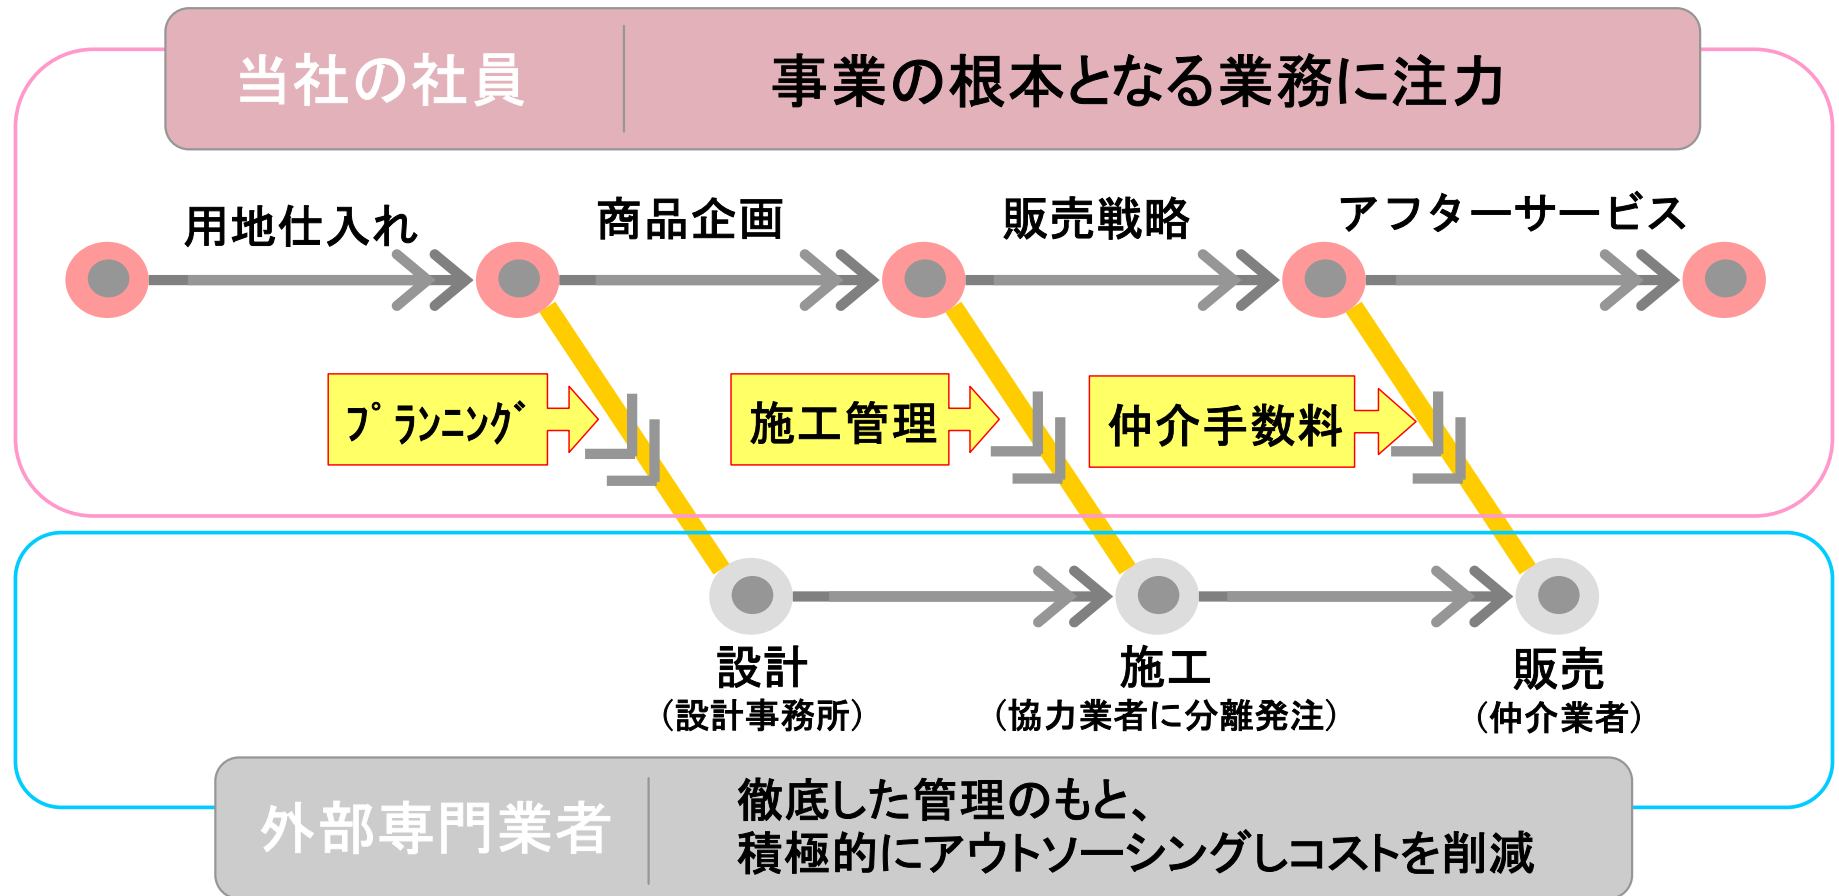 当社の社員
事業の根本となる業務に注力
用地仕入れ
商品企画
販売戦略
アフターサービス
プランニング
施工管理
仲介手数料
設計
(設計事務所)
施工
(協力業者に分離発注)
販売
(仲介業者)
外部専門業者
徹底した管理のもと、
積極的にアウトソーシングしコストを削減